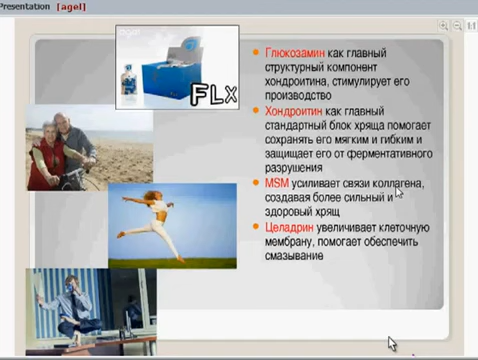 Presentation [agel]
1:1
FLX
Глюкозамин как главный
структурный компонент
хондроитина, стимулирует его
производство
Хондроитин как главный
стандартный блок хряща помогает
сохранять его мягким и гибким и
защищает его от ферментативного
разрушения
MSM усиливает связи коллагена,
создавая более сильный и
здоровый хрящ
Целадрин увеличивает клеточную
мембрану, помогает обеспечить
смазывание